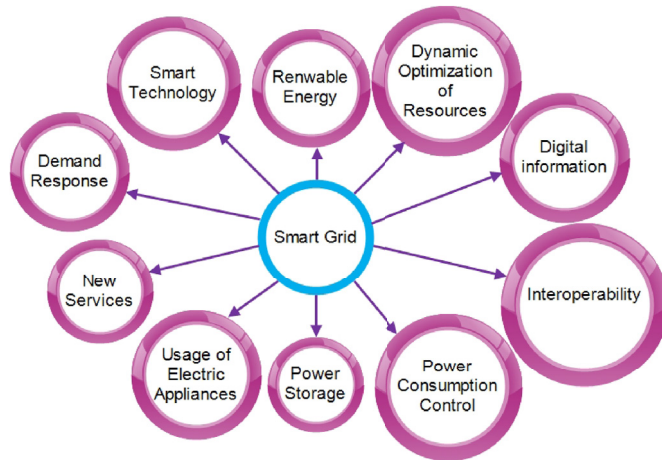 Smart
Technology
Renwable
Energy
Dynamic
Optimization
of
Resources
Digital
information
Demand
Response
Smart Grid
New
Services
Interoperability
Usage of
Electric
Appliances
Power
Storage
Power
Consumption
Control